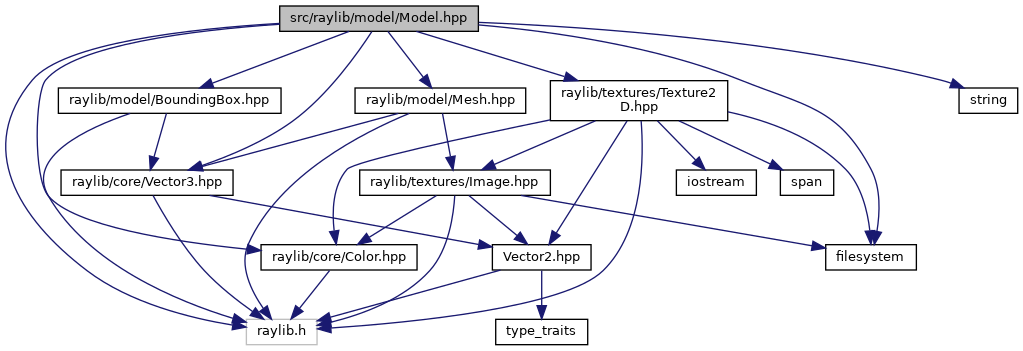 src/raylib/model/Model.hpp
raylib/model/BoundingBox.hpp
raylib/model/Mesh.hpp
raylib/textures/Texture2
D.hpp
string
raylib/core/Vector3.hpp
raylib/textures/Image.hpp
iostream
span
raylib/core/Color.hpp
Vector2.hpp
filesystem
raylib.h
type_traits